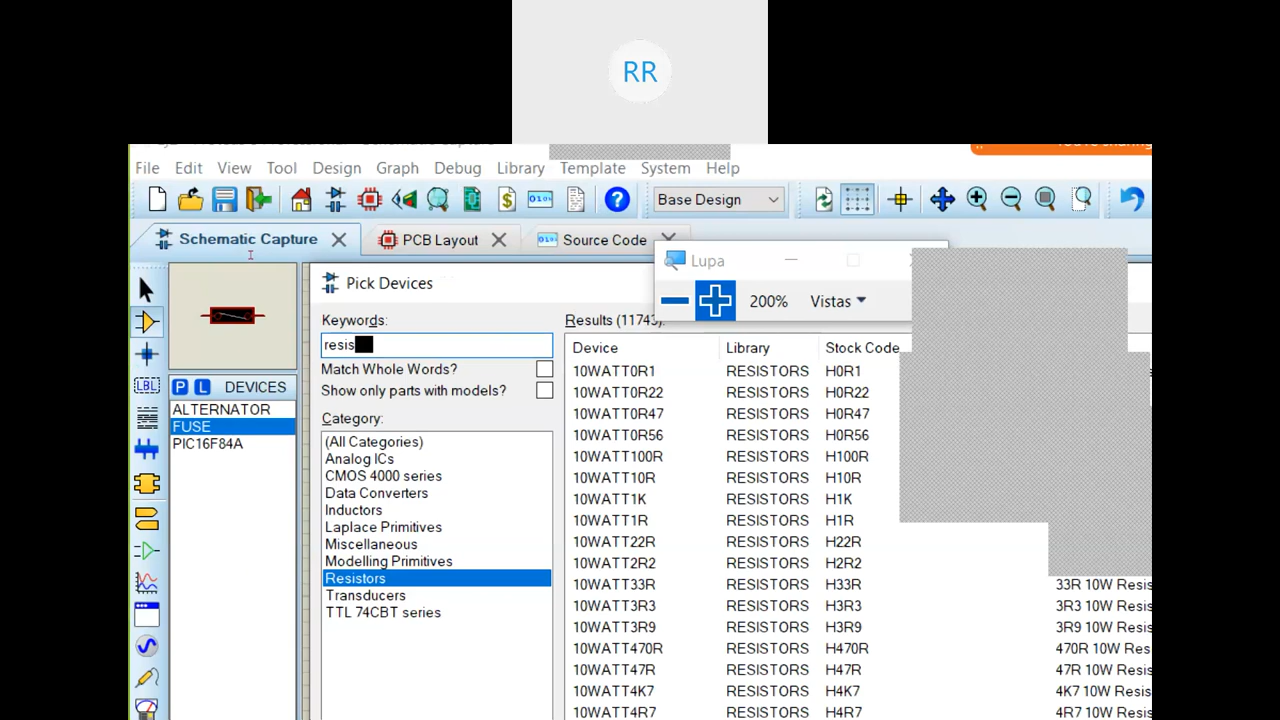 RR
File Edit View Tool Design Graph Debug Library Template System Help
Base Design
Schematic Capture PCB Layout Source Code
Lupa
200% Vistas
Pick Devices
Keywords:
resis
Match Whole Words?
Show only parts with models?
Category:
(All Categories)
Analog ICs
CMOS 4000 series
Data Converters
Inductors
Laplace Primitives
Miscellaneous
Modelling Primitives
Resistors
Transducers
TTL 74CBT series
P L DEVICES
ALTERNATOR
FUSE
PIC16F84A
LBL
Results (11743)
Device Library Stock Code
10WATT0R1 RESISTORS H0R1
10WATT0R22 RESISTORS H0R22
10WATT0R47 RESISTORS H0R47
10WATT0R56 RESISTORS H0R56
10WATT100R RESISTORS H100R
10WATT10R RESISTORS H10R
10WATT1K RESISTORS H1K
10WATT1R RESISTORS H1R
10WATT22R RESISTORS H22R
10WATT2R2 RESISTORS H2R2
10WATT33R RESISTORS H33R 33R 10W Resis
10WATT3R3 RESISTORS H3R3 3R3 10W Resis
10WATT3R9 RESISTORS H3R9 3R9 10W Resis
10WATT470R RESISTORS H470R 470R 10W Res
10WATT47R RESISTORS H47R 47R 10W Resis
10WATT4K7 RESISTORS H4K7 4K7 10W Resis
10WATT4R7 RESISTORS H4R7 4R7 10W Resis